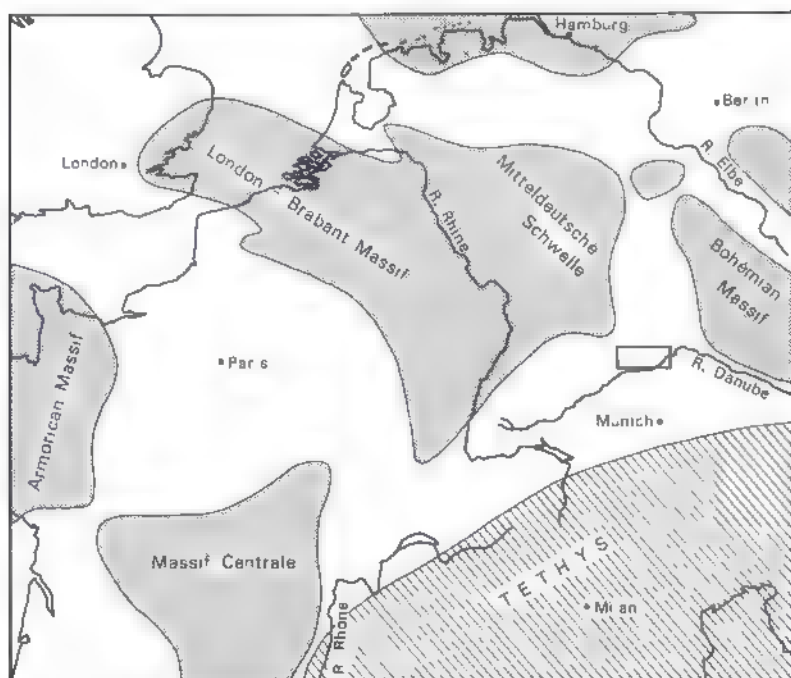 Hamburg
Berlin
London
R. Elbe
London - Brabant Massif
R. Rhine
Mitteldeutsche
Schwelle
Bohémian
Massif
Armorican Massif
Paris
R. Danube
Munich
Massif Centrale
TETHYS
Milan
R. Rhone